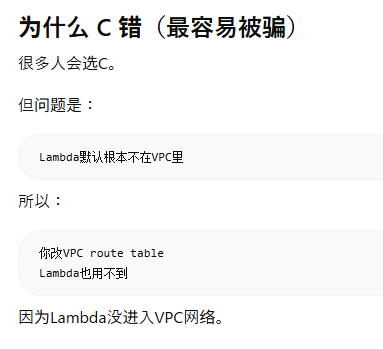 为什么 C 错（最容易被骗）
很多人会选C。
但问题是：
Lambda默认根本不在VPC里
所以：
你改VPC route table
Lambda也用不到
因为Lambda没进入VPC网络。